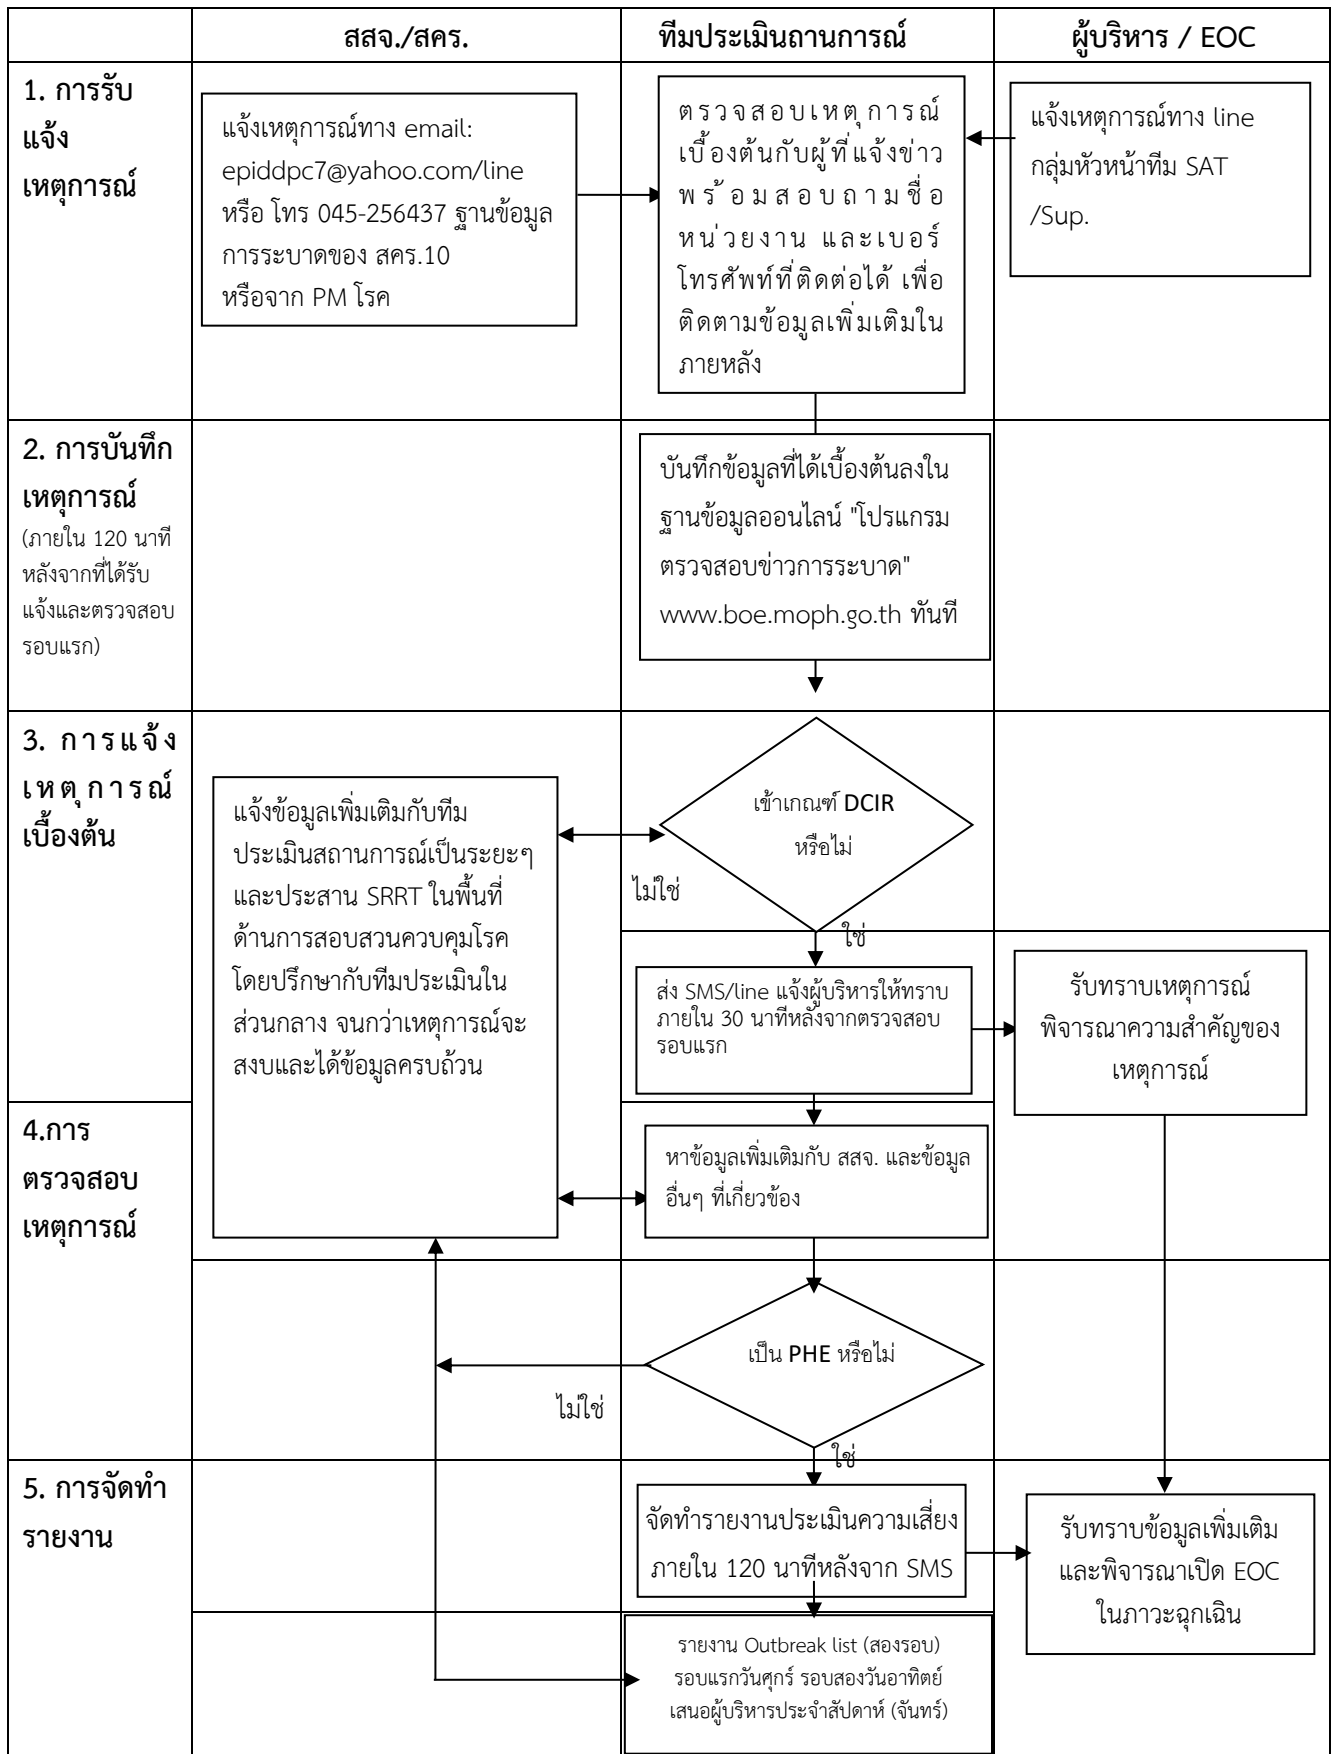 สสจ./สคร.
ทีมประเมินถานการณ์
ผู้บริหาร / EOC
1. การรับ
แจ้ง
เหตุการณ์
แจ้งเหตุการณ์ทาง email:
epiddpc7@yahoo.com/line
หรือ โทร 045-256437 ฐานข้อมูล
การระบาดของ สคร.10
หรือจาก PM โรค
ตรวจสอบเหตุการณ์
เบื้องต้นกับผู้ที่แจ้งข่าว
พร้อมสอบถามชื่อ
หน่วยงาน และเบอร์
โทรศัพท์ที่ติดต่อได้ เพื่อ
ติดตามข้อมูลเพิ่มเติมใน
ภายหลัง
แจ้งเหตุการณ์ทาง line
กลุ่มหัวหน้าทีม SAT
/Sup.
2. การบันทึก
เหตุการณ์
(ภายใน 120 นาที
หลังจากที่ได้รับ
แจ้งและตรวจสอบ
รอบแรก)
บันทึกข้อมูลที่ได้เบื้องต้นลงใน
ฐานข้อมูลออนไลน์ "โปรแกรม
ตรวจสอบข่าวการระบาด"
www.boe.moph.go.th ทันที
3. การแจ้ง
เหตุการณ์
เบื้องต้น
แจ้งข้อมูลเพิ่มเติมกับทีม
ประเมินสถานการณ์เป็นระยะๆ
และประสาน SRRT ในพื้นที่
ด้านการสอบสวนควบคุมโรค
โดยปรึกษากับทีมประเมินใน
ส่วนกลาง จนกว่าเหตุการณ์จะ
สงบและได้ข้อมูลครบถ้วน
เข้าเกณฑ์ DCIR
หรือไม่
ไม่ใช่
ใช่
ส่ง SMS/line แจ้งผู้บริหารให้ทราบ
ภายใน 30 นาทีหลังจากตรวจสอบ
รอบแรก
รับทราบเหตุการณ์
พิจารณาความสำคัญของ
เหตุการณ์
4.การ
ตรวจสอบ
เหตุการณ์
หาข้อมูลเพิ่มเติมกับ สสจ. และข้อมูล
อื่นๆ ที่เกี่ยวข้อง
เป็น PHE หรือไม่
ไม่ใช่
ใช่
5. การจัดทำ
รายงาน
จัดทำรายงานประเมินความเสี่ยง
ภายใน 120 นาทีหลังจาก SMS
รับทราบข้อมูลเพิ่มเติม
และพิจารณาเปิด EOC
ในภาวะฉุกเฉิน
รายงาน Outbreak list (สองรอบ)
รอบแรกวันศุกร์ รอบสองวันอาทิตย์
เสนอผู้บริหารประจำสัปดาห์ (จันทร์)